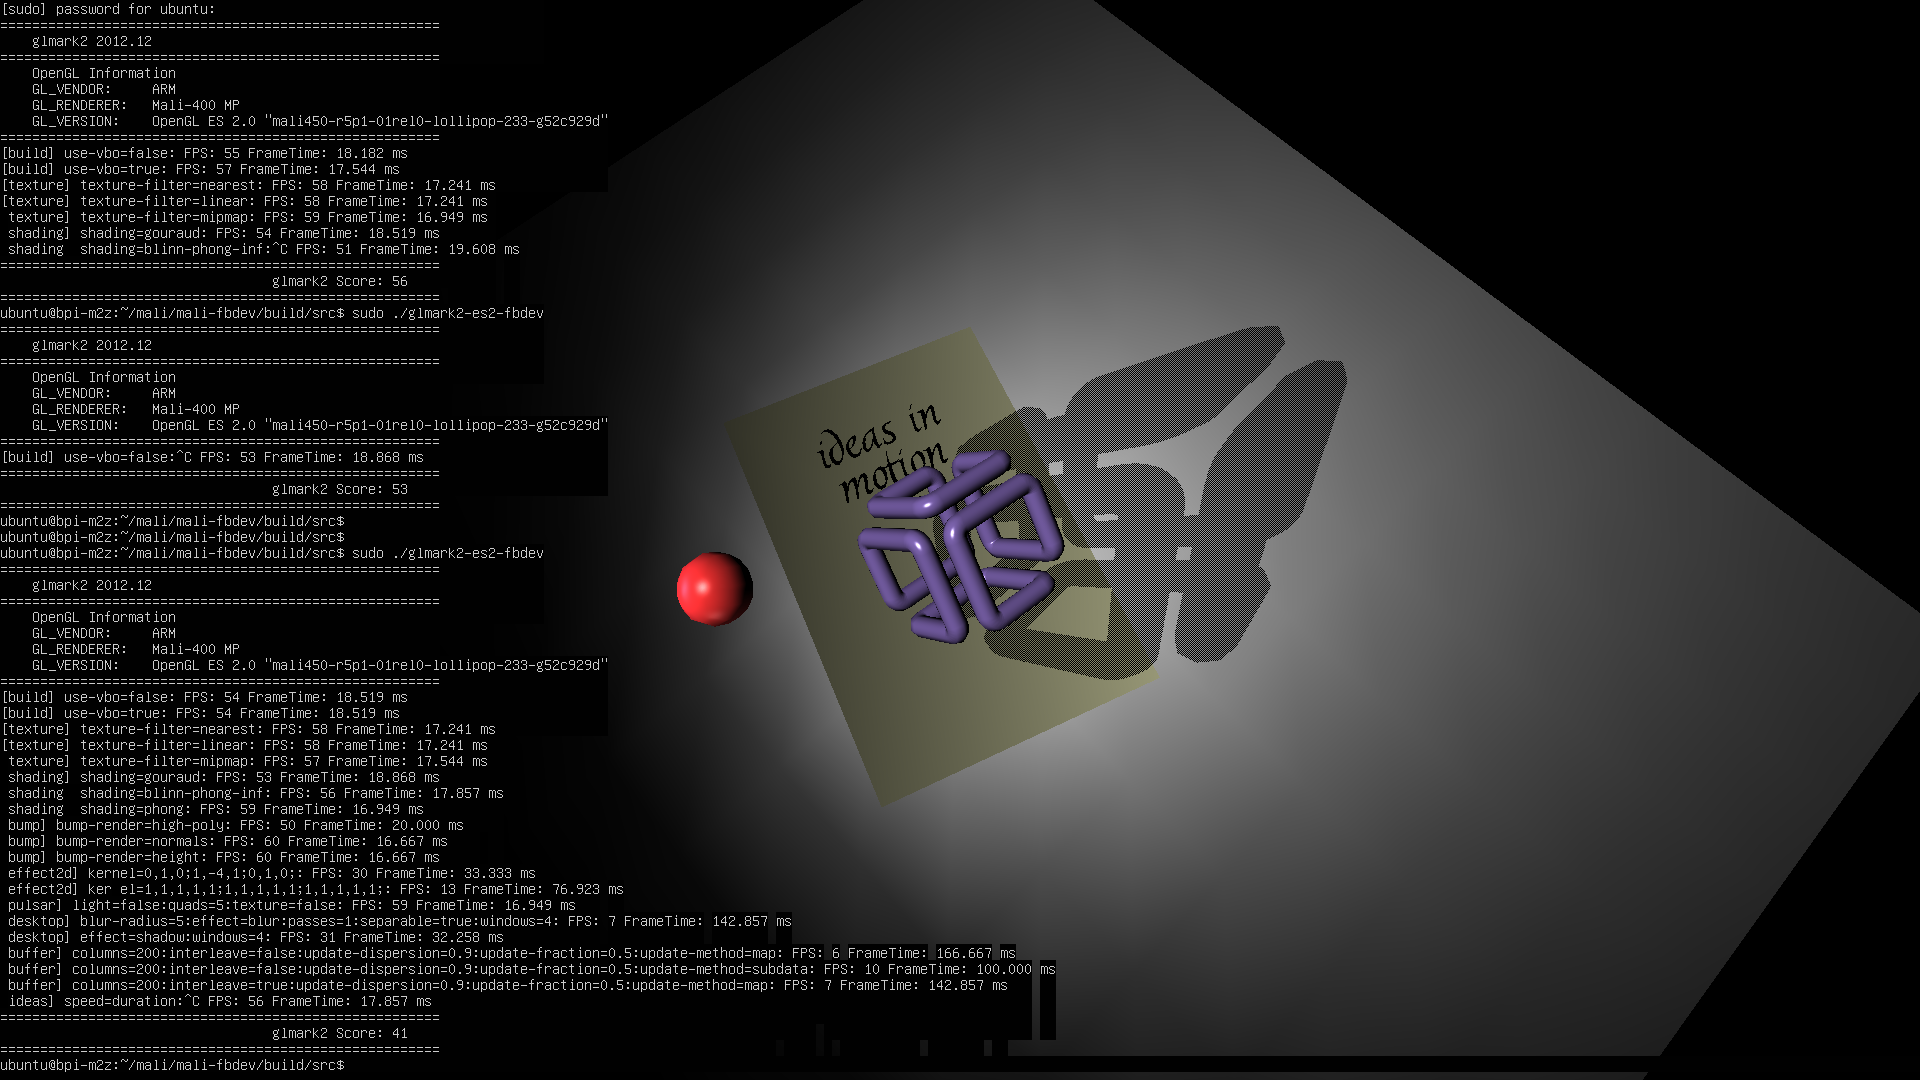 [sudo] password for ubuntu:
=======================================================
    glmark2 2012.12
=======================================================
    OpenGL Information
    GL_VENDOR:     ARM
    GL_RENDERER:   Mali-400 MP
    GL_VERSION:    OpenGL ES 2.0 "mali450-r5p1-01rel0-lollipop-233-g52c929d"
=======================================================
[build] use-vbo=false: FPS: 55 FrameTime: 18.182 ms
[build] use-vbo=true: FPS: 57 FrameTime: 17.544 ms
[texture] texture-filter=nearest: FPS: 58 FrameTime: 17.241 ms
[texture] texture-filter=linear: FPS: 58 FrameTime: 17.241 ms
 texture] texture-filter=mipmap: FPS: 59 FrameTime: 16.949 ms
 shading] shading=gouraud: FPS: 54 FrameTime: 18.519 ms
 shading  shading=blinn-phong-inf:^C FPS: 51 FrameTime: 19.608 ms
=======================================================
                                  glmark2 Score: 56
=======================================================
ubuntu@bpi-m2z:~/mali/mali-fbdev/build/src$ sudo ./glmark2-es2-fbdev
=======================================================
    glmark2 2012.12
=======================================================
    OpenGL Information
    GL_VENDOR:     ARM
    GL_RENDERER:   Mali-400 MP
    GL_VERSION:    OpenGL ES 2.0 "mali450-r5p1-01rel0-lollipop-233-g52c929d"
=======================================================
[build] use-vbo=false:^C FPS: 53 FrameTime: 18.868 ms
=======================================================
                                  glmark2 Score: 53
=======================================================
ubuntu@bpi-m2z:~/mali/mali-fbdev/build/src$
ubuntu@bpi-m2z:~/mali/mali-fbdev/build/src$
ubuntu@bpi-m2z:~/mali/mali-fbdev/build/src$ sudo ./glmark2-es2-fbdev
=======================================================
    glmark2 2012.12
=======================================================
    OpenGL Information
    GL_VENDOR:     ARM
    GL_RENDERER:   Mali-400 MP
    GL_VERSION:    OpenGL ES 2.0 "mali450-r5p1-01rel0-lollipop-233-g52c929d"
=======================================================
[build] use-vbo=false: FPS: 54 FrameTime: 18.519 ms
[build] use-vbo=true: FPS: 54 FrameTime: 18.519 ms
[texture] texture-filter=nearest: FPS: 58 FrameTime: 17.241 ms
[texture] texture-filter=linear: FPS: 58 FrameTime: 17.241 ms
 texture] texture-filter=mipmap: FPS: 57 FrameTime: 17.544 ms
 shading] shading=gouraud: FPS: 53 FrameTime: 18.868 ms
 shading  shading=blinn-phong-inf: FPS: 56 FrameTime: 17.857 ms
 shading  shading=phong: FPS: 59 FrameTime: 16.949 ms
 bump] bump-render=high-poly: FPS: 50 FrameTime: 20.000 ms
 bump] bump-render=normals: FPS: 60 FrameTime: 16.667 ms
 bump] bump-render=height: FPS: 60 FrameTime: 16.667 ms
 effect2d] kernel=0,1,0;1,-4,1;0,1,0;: FPS: 30 FrameTime: 33.333 ms
 effect2d] ker el=1,1,1,1,1;1,1,1,1,1;1,1,1,1,1;: FPS: 13 FrameTime: 76.923 ms
 pulsar] light=false:quads=5:texture=false: FPS: 59 FrameTime: 16.949 ms
 desktop] blur-radius=5:effect=blur:passes=1:separable=true:windows=4: FPS: 7 FrameTime: 142.857 ms
 desktop] effect=shadow:windows=4: FPS: 31 FrameTime: 32.258 ms
 buffer] columns=200:interleave=false:update-dispersion=0.9:update-fraction=0.5:update-method=map: FPS: 6 FrameTime: 166.667 ms
 buffer] columns=200:interleave=false:update-dispersion=0.9:update-fraction=0.5:update-method=subdata: FPS: 10 FrameTime: 100.000 ms
 buffer] columns=200:interleave=true:update-dispersion=0.9:update-fraction=0.5:update-method=map: FPS: 7 FrameTime: 142.857 ms
 ideas] speed=duration:^C FPS: 56 FrameTime: 17.857 ms
=======================================================
                                  glmark2 Score: 41
=======================================================
ubuntu@bpi-m2z:~/mali/mali-fbdev/build/src$
ideas in
motion